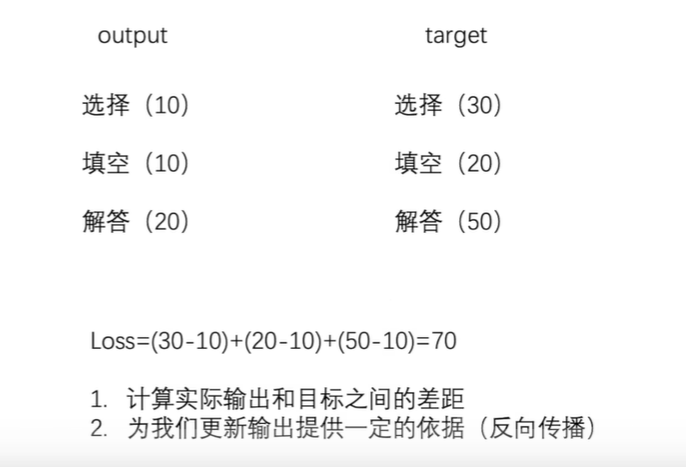 output target
选择（10） 选择（30）
填空（10） 填空（20）
解答（20） 解答（50）
Loss=(30-10)+(20-10)+(50-10)=70
1. 计算实际输出和目标之间的差距
2. 为我们更新输出提供一定的依据（反向传播）